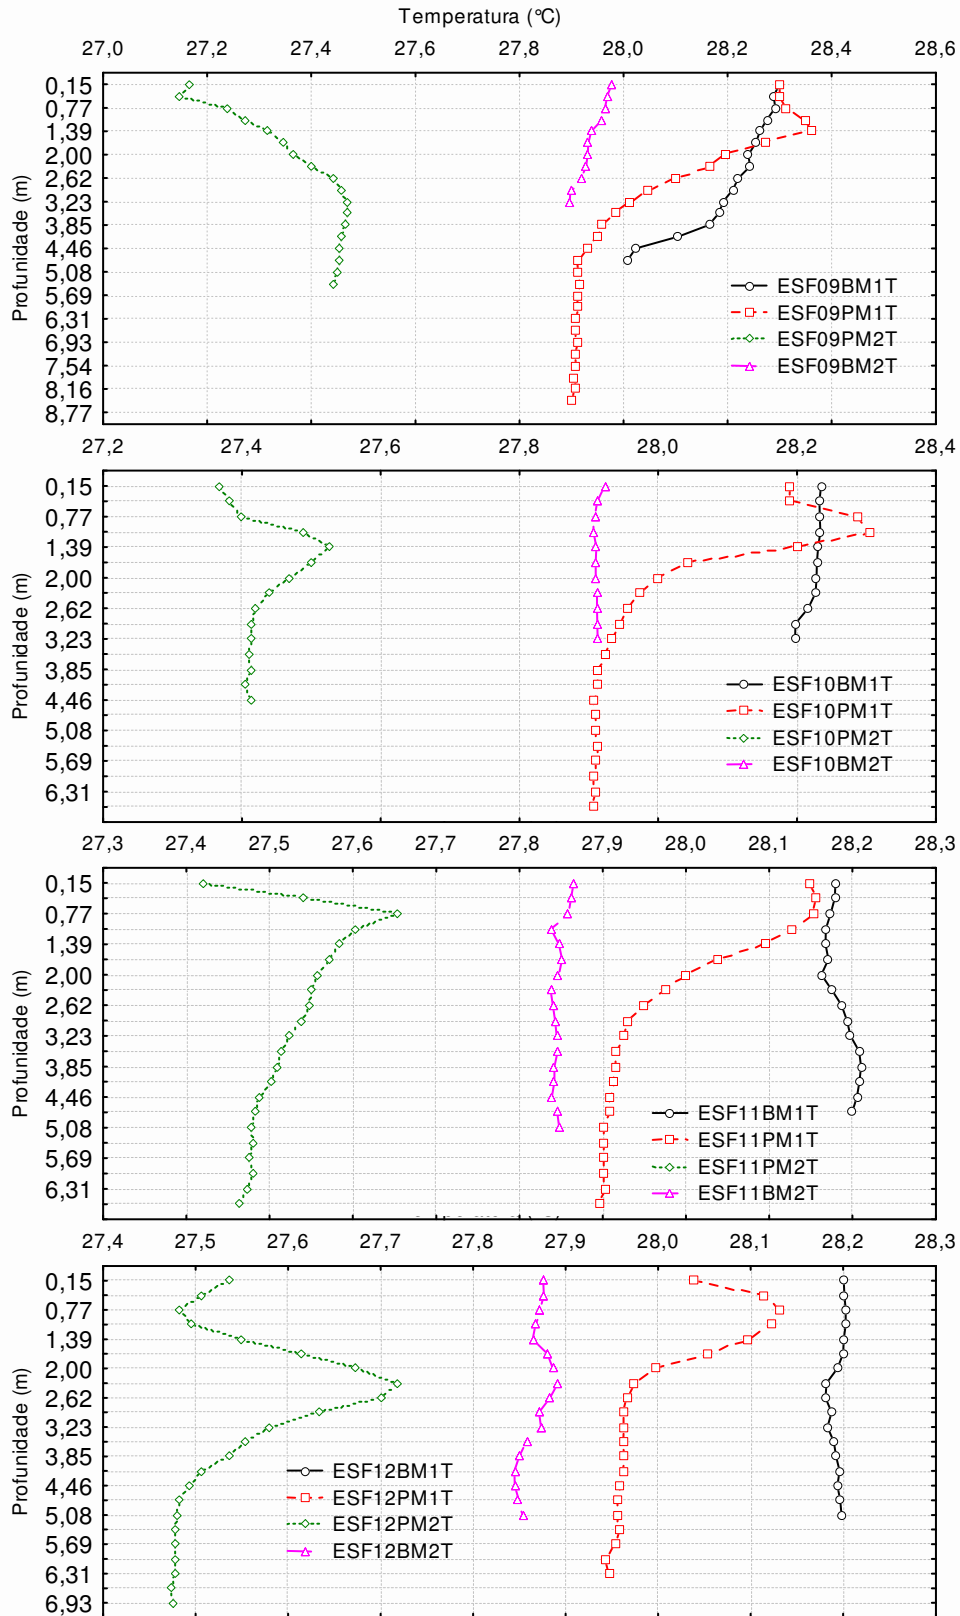 Temperatura (°C)
27,0 27,2 27,4 27,6 27,8 28,0 28,2 28,4 28,6
0,15
0,77
1,39
2,00
2,62
3,23
3,85
4,46
5,08
5,69
6,31
6,93
7,54
8,16
8,77
Profunidade (m)
ESF09BM1T
ESF09PM1T
ESF09PM2T
ESF09BM2T
27,2 27,4 27,6 27,8 28,0 28,2 28,4
0,15
0,77
1,39
2,00
2,62
3,23
3,85
4,46
5,08
5,69
6,31
Profunidade (m)
ESF10BM1T
ESF10PM1T
ESF10PM2T
ESF10BM2T
27,3 27,4 27,5 27,6 27,7 27,8 27,9 28,0 28,1 28,2 28,3
0,15
0,77
1,39
2,00
2,62
3,23
3,85
4,46
5,08
5,69
6,31
Profunidade (m)
ESF11BM1T
ESF11PM1T
ESF11PM2T
ESF11BM2T
27,4 27,5 27,6 27,7 27,8 27,9 28,0 28,1 28,2 28,3
0,15
0,77
1,39
2,00
2,62
3,23
3,85
4,46
5,08
5,69
6,31
6,93
Profunidade (m)
ESF12BM1T
ESF12PM1T
ESF12PM2T
ESF12BM2T